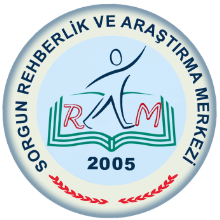 SORGUN REHBERLİK VE ARAŞTIRMA MERKEZİ
RAM
2005